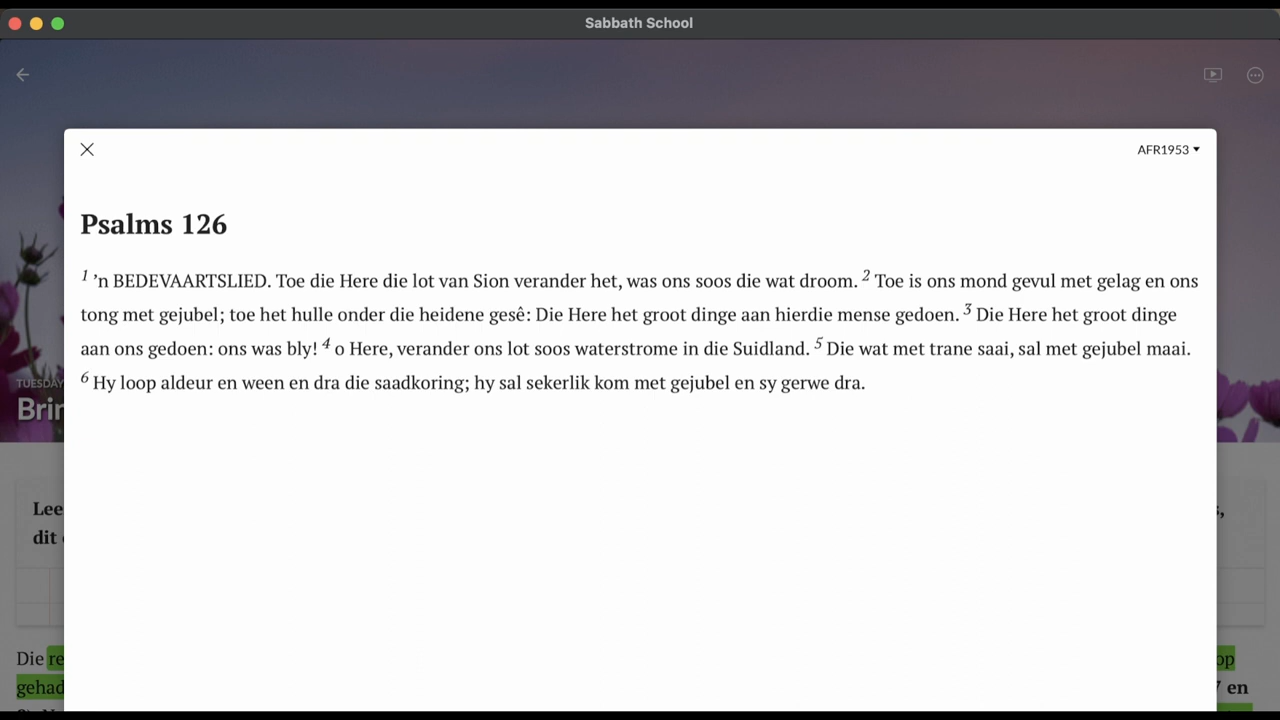 Sabbath School
AFR1953
Psalms 126
1 ’n BEDEVAARTSLIED. Toe die Here die lot van Sion verander het, was ons soos die wat droom. 2 Toe is ons mond gevul met gelag en ons
tong met gejubel; toe het hulle onder die heidene gesê: Die Here het groot dinge aan hierdie mense gedoen. 3 Die Here het groot dinge
aan ons gedoen: ons was bly! 4 o Here, verander ons lot soos waterstrome in die Suidland. 5 Die wat met trane saai, sal met gejubel maai.
6 Hy loop aldeur en ween en dra die saadkoring; hy sal sekerlik kom met gejubel en sy gerwe dra.
TUESDAY
Lee
dit
Die
en